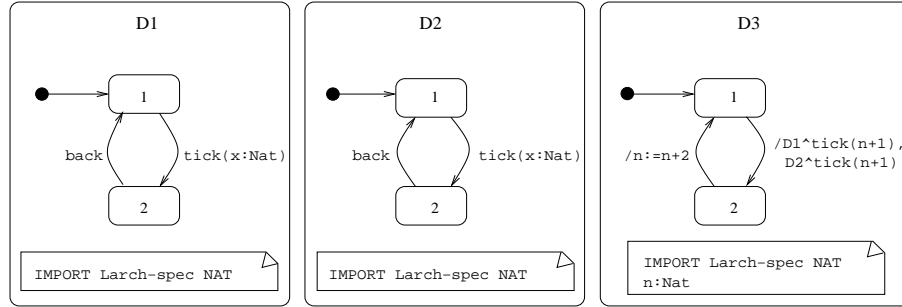 D1
1
back
tick(x:Nat)
2
IMPORT Larch-spec NAT
D2
1
back
tick(x:Nat)
2
IMPORT Larch-spec NAT
D3
1
/n:=n+2
/D1^tick(n+1),
D2^tick(n+1)
2
IMPORT Larch-spec NAT
n:Nat